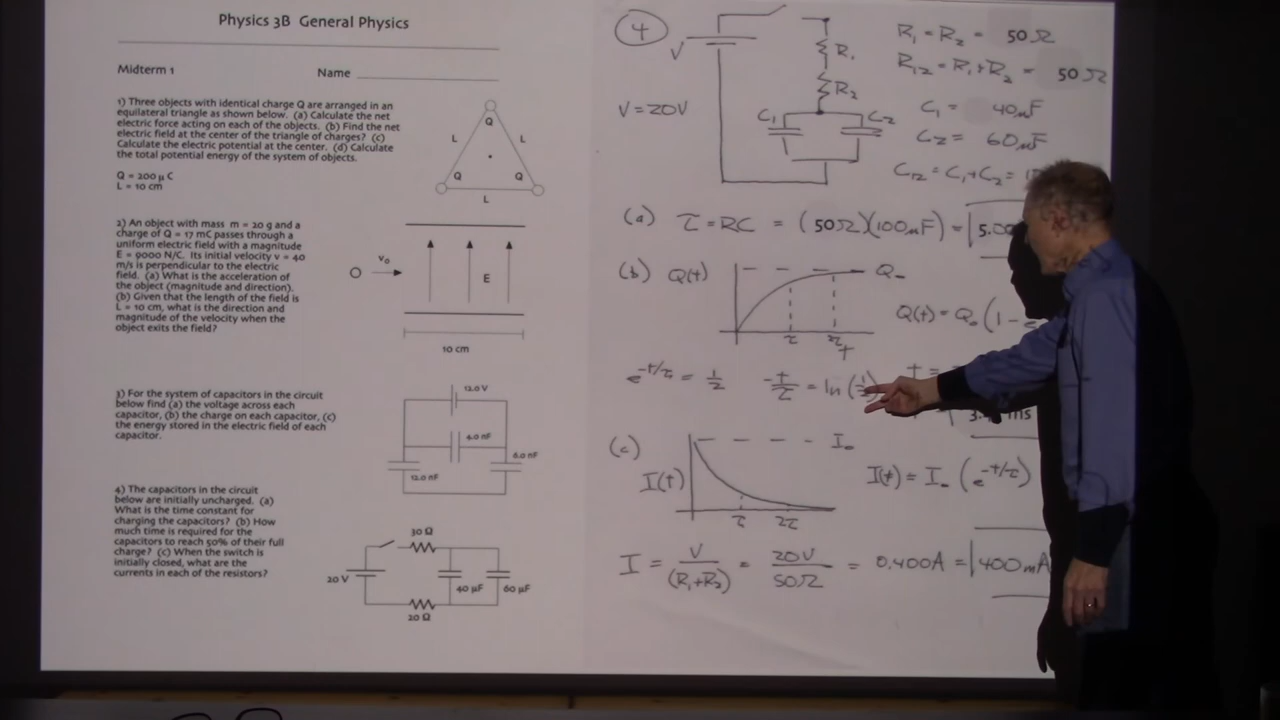 Physics 3B General Physics
Midterm 1 Name
1) Three objects with identical charge Q are arranged in an
equilateral triangle as shown below. (a) Calculate the net
electric force acting on each of the objects. (b) Find the net
electric field at the center of the triangle of charges? (c)
Calculate the electric potential at the center. (d) Calculate
the total potential energy of the system of objects.
Q = 200 μ C
L = 10 cm
Q
L L
Q Q
L
2) An object with mass m = 20 g and a
charge of Q = 17 mC passes through a
uniform electric field with a magnitude
E = 9000 N/C. Its initial velocity v = 40
m/s is perpendicular to the electric
field. (a) What is the acceleration of
the object (magnitude and direction).
(b) Given that the length of the field is
L = 10 cm, what is the direction and
magnitude of the velocity when the
object exits the field?
v₀
E
10 cm
3) For the system of capacitors in the circuit
below find (a) the voltage across each
capacitor, (b) the charge on each capacitor, (c)
the energy stored in the electric field of each
capacitor.
12.0 V
4.0 nF
6.0 nF
12.0 nF
4) The capacitors in the circuit
below are initially uncharged. (a)
What is the time constant for
charging the capacitors? (b) How
much time is required for the
capacitors to reach 50% of their full
charge? (c) When the switch is
initially closed, what are the
currents in each of the resistors?
30 Ω
20 V
40 μF 60 μF
20 Ω
4
V
R₁
R₂
C₁ C₂
V = 20V
R₁ = R₂ = 50 Ω
R₁₂ = R₁ + R₂ = 50 Ω
C₁ = 40 μF
C₂ = 60 μF
C₁₂ = C₁ + C₂ =
(a) τ = RC = (50Ω)(100μF) =
(b) Q(t) Q₀
τ 2τ t
Q(t) = Q₀ (1 -
e^(-t/τ) = 1/2 -t/τ = ln (1/2) t =
ms
(c) I₀
I(t)
τ 2τ
I(t) = I₀ (e^(-t/τ))
I = V/(R₁+R₂) = 20V/50Ω = 0.400A = 400mA